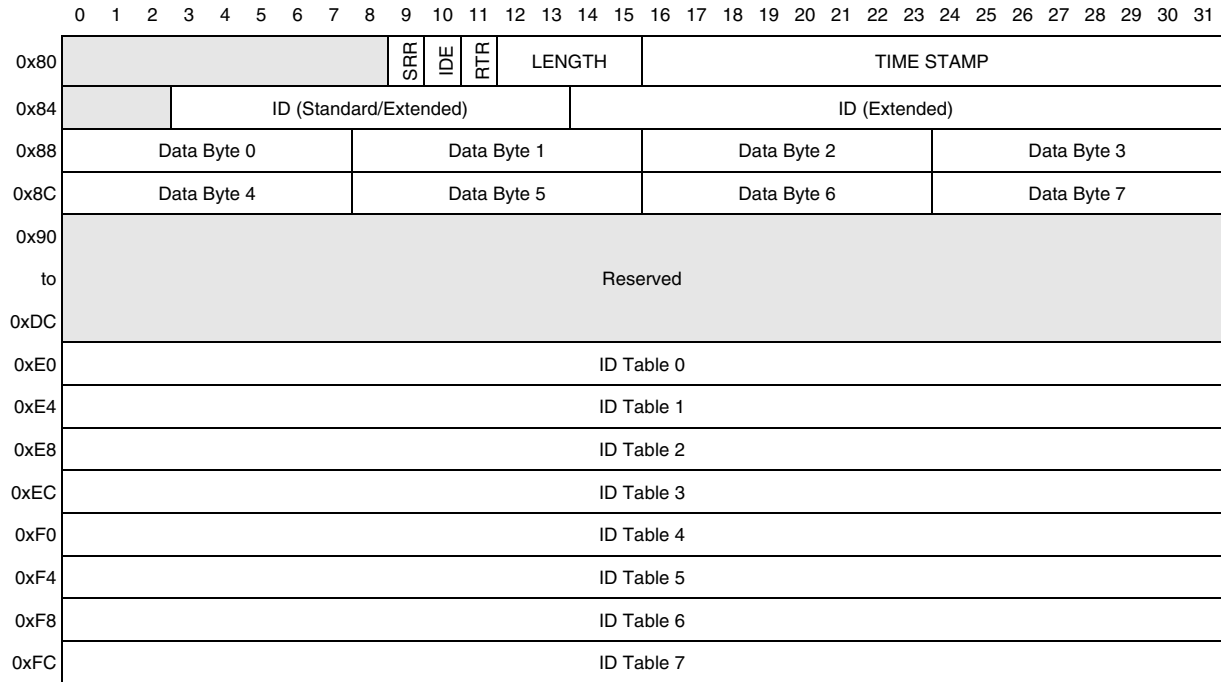 0 1 2 3 4 5 6 7 8 9 10 11 12 13 14 15 16 17 18 19 20 21 22 23 24 25 26 27 28 29 30 31
0x80 SRR IDE RTR LENGTH TIME STAMP
0x84 ID (Standard/Extended) ID (Extended)
0x88 Data Byte 0 Data Byte 1 Data Byte 2 Data Byte 3
0x8C Data Byte 4 Data Byte 5 Data Byte 6 Data Byte 7
0x90
to Reserved
0xDC
0xE0 ID Table 0
0xE4 ID Table 1
0xE8 ID Table 2
0xEC ID Table 3
0xF0 ID Table 4
0xF4 ID Table 5
0xF8 ID Table 6
0xFC ID Table 7